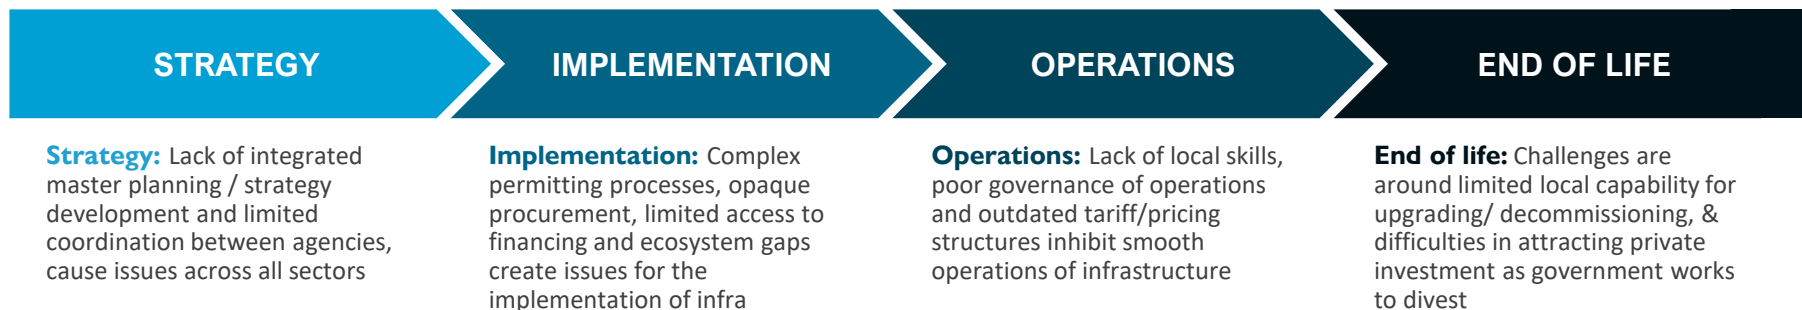 STRATEGY
IMPLEMENTATION
OPERATIONS
END OF LIFE
Strategy: Lack of integrated
master planning / strategy
development and limited
coordination between agencies,
cause issues across all sectors
Implementation: Complex
permitting processes, opaque
procurement, limited access to
financing and ecosystem gaps
create issues for the
implementation of infra
Operations: Lack of local skills,
poor governance of operations
and outdated tariff/pricing
structures inhibit smooth
operations of infrastructure
End of life: Challenges are
around limited local capability for
upgrading/ decommissioning, &
difficulties in attracting private
investment as government works
to divest